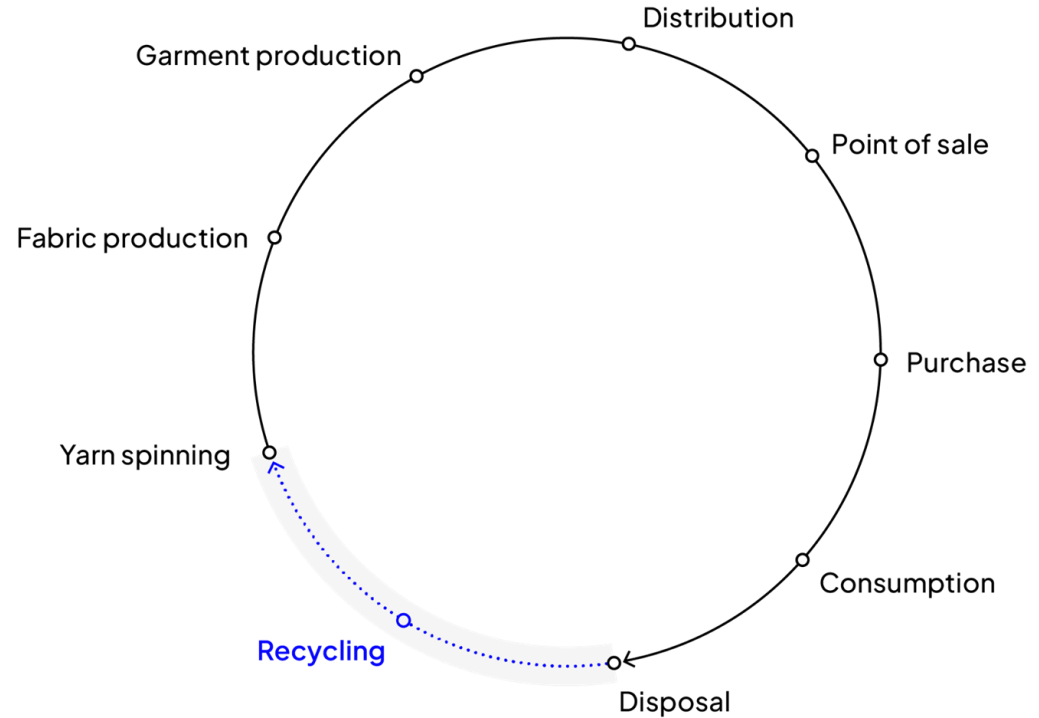 Distribution
Garment production
Point of sale
Fabric production
Purchase
Yarn spinning
Consumption
Recycling
Disposal